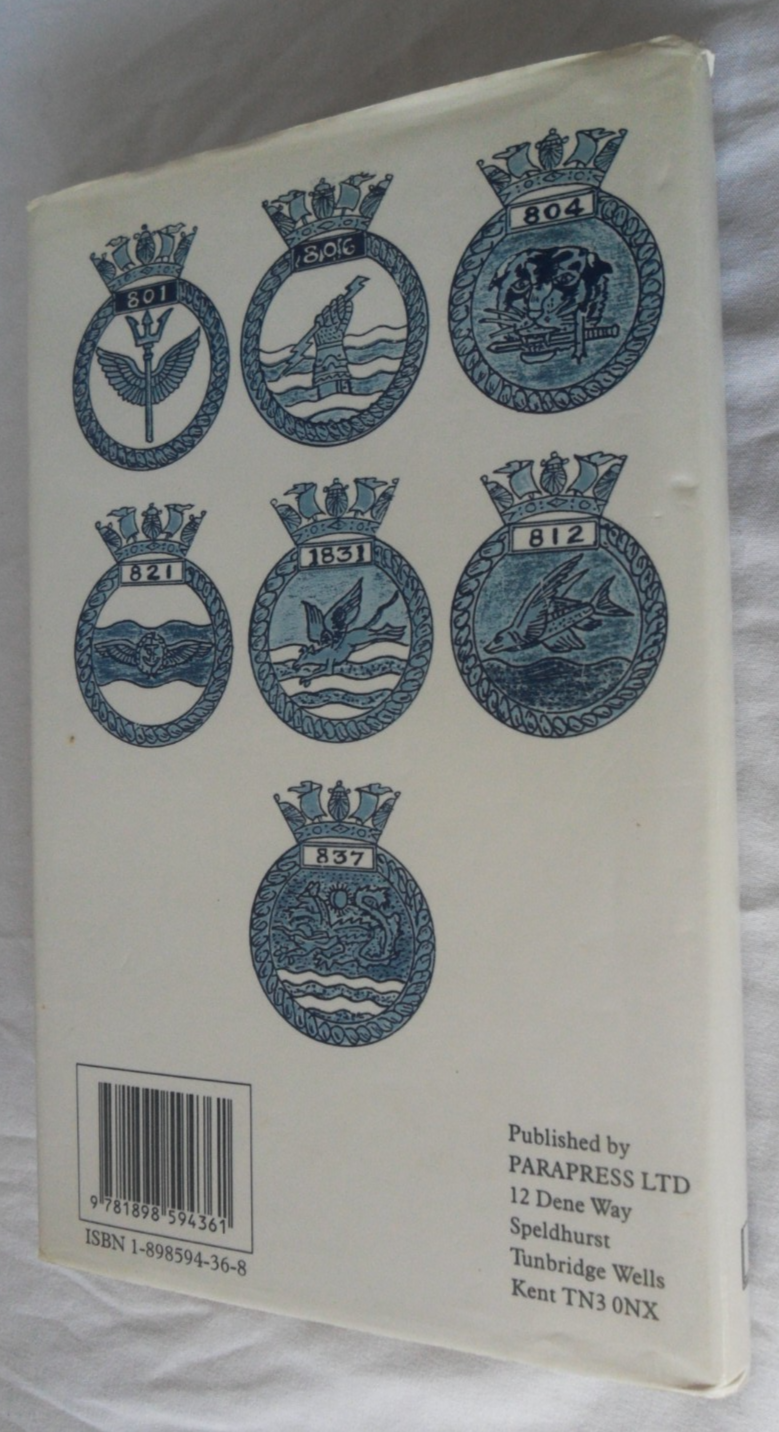 801
806
804
821
1831
812
837
9 781898 594361
ISBN 1-898594-36-8
Published by
PARAPRESS LTD
12 Dene Way
Speldhurst
Tunbridge Wells
Kent TN3 0NX